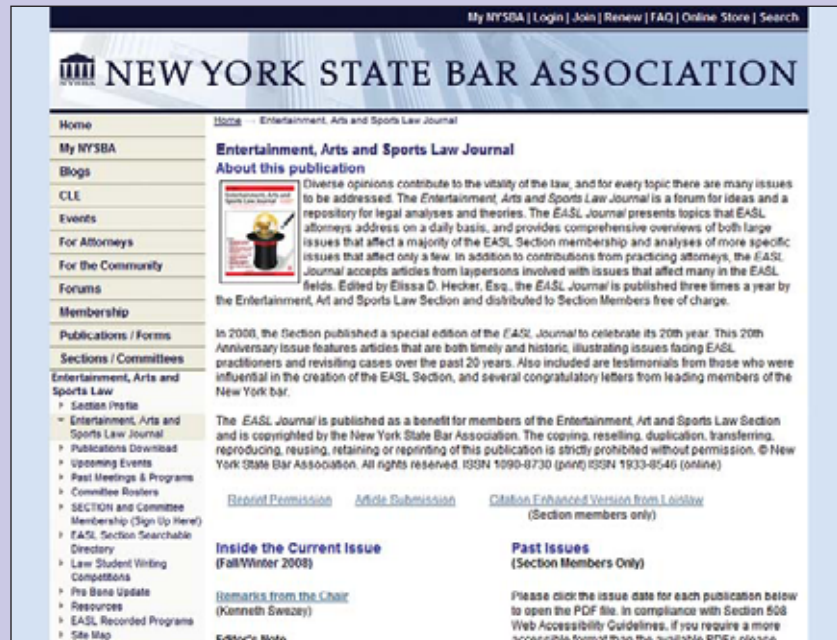 My NYSBA | Login | Join | Renew | FAQ | Online Store | Search
NYSBA
NEW YORK STATE BAR ASSOCIATION
Home
My NYSBA
Blogs
CLE
Events
For Attorneys
For the Community
Forums
Membership
Publications / Forms
Sections / Committees
Entertainment, Arts and
Sports Law
Section Profile
Entertainment, Arts and
Sports Law Journal
Publications Download
Upcoming Events
Past Meetings & Programs
Committee Rosters
SECTION and Committee
Membership (Sign Up Here!)
EASL Section Searchable
Directory
Law Student Writing
Competitions
Pro Bono Update
Resources
EASL Recorded Programs
Site Map
Home Entertainment, Arts and Sports Law Journal
Entertainment, Arts and Sports Law Journal
About this publication
Entertainment, Arts and
Sports Law Journal
Diverse opinions contribute to the vitality of the law, and for every topic there are many issues
to be addressed. The Entertainment, Arts and Sports Law Journal is a forum for ideas and a
repository for legal analyses and theories. The EASL Journal presents topics that EASL
attorneys address on a daily basis, and provides comprehensive overviews of both large
issues that affect a majority of the EASL Section membership and analyses of more specific
issues that affect only a few. In addition to contributions from practicing attorneys, the EASL
Journal accepts articles from laypersons involved with issues that affect many in the EASL
fields. Edited by Elissa D. Hecker, Esq., the EASL Journal is published three times a year by
the Entertainment, Art and Sports Law Section and distributed to Section Members free of charge.
In 2008, the Section published a special edition of the EASL Journal to celebrate its 20th year. This 20th
Anniversary Issue features articles that are both timely and historic, illustrating issues facing EASL
practitioners and revisiting cases over the past 20 years. Also included are testimonials from those who were
influential in the creation of the EASL Section, and several congratulatory letters from leading members of the
New York bar.
The EASL Journal is published as a benefit for members of the Entertainment, Art and Sports Law Section
and is copyrighted by the New York State Bar Association. The copying, reselling, duplication, transferring,
reproducing, reusing, retaining or reprinting of this publication is strictly prohibited without permission. © New
York State Bar Association. All rights reserved. ISSN 1090-8730 (print) ISSN 1933-8546 (online)
Reprint Permission Article Submission Citation Enhanced Version from Loislaw
(Section members only)
Inside the Current Issue
(Fall/Winter 2008)
Remarks from the Chair
(Kenneth Swezey)
Editor's Note
Past Issues
(Section Members Only)
Please click the issue date for each publication below
to open the PDF file. In compliance with Section 508
Web Accessibility Guidelines, if you require a more
accessible format than the available PDFs please